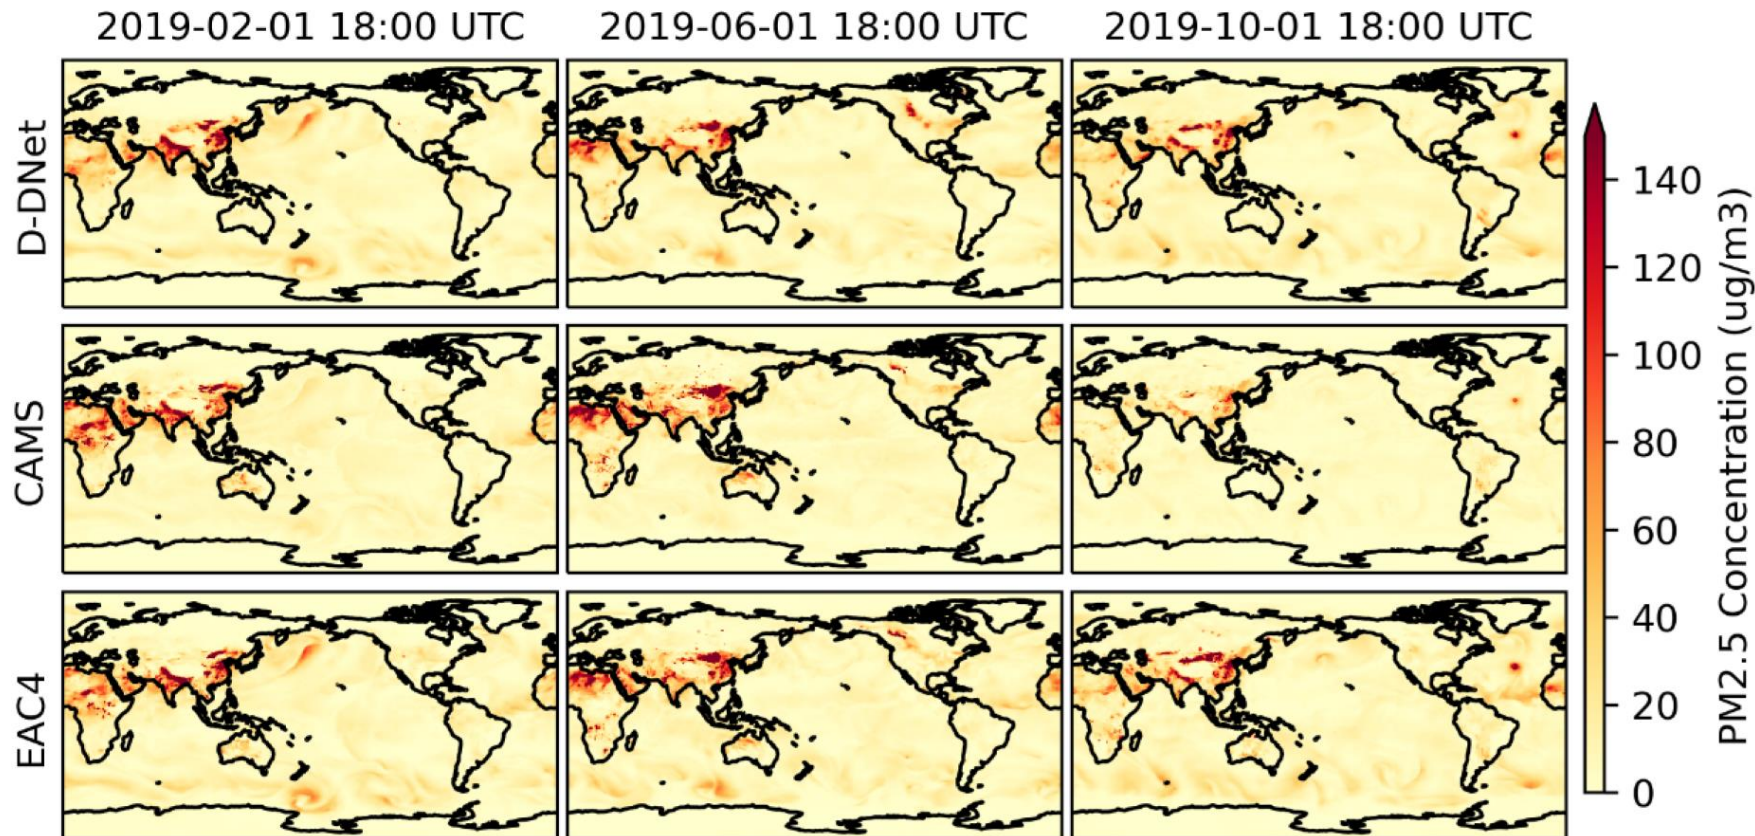 2019-02-01 18:00 UTC
2019-06-01 18:00 UTC
2019-10-01 18:00 UTC
D-DNet
CAMS
EAC4
140
120
100
80
60
40
20
0
PM2.5 Concentration (ug/m3)